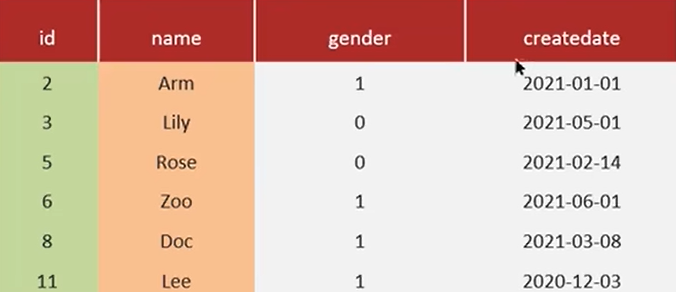 id name gender createdate
2 Arm 1 2021-01-01
3 Lily 0 2021-05-01
5 Rose 0 2021-02-14
6 Zoo 1 2021-06-01
8 Doc 1 2021-03-08
11 Lee 1 2020-12-03